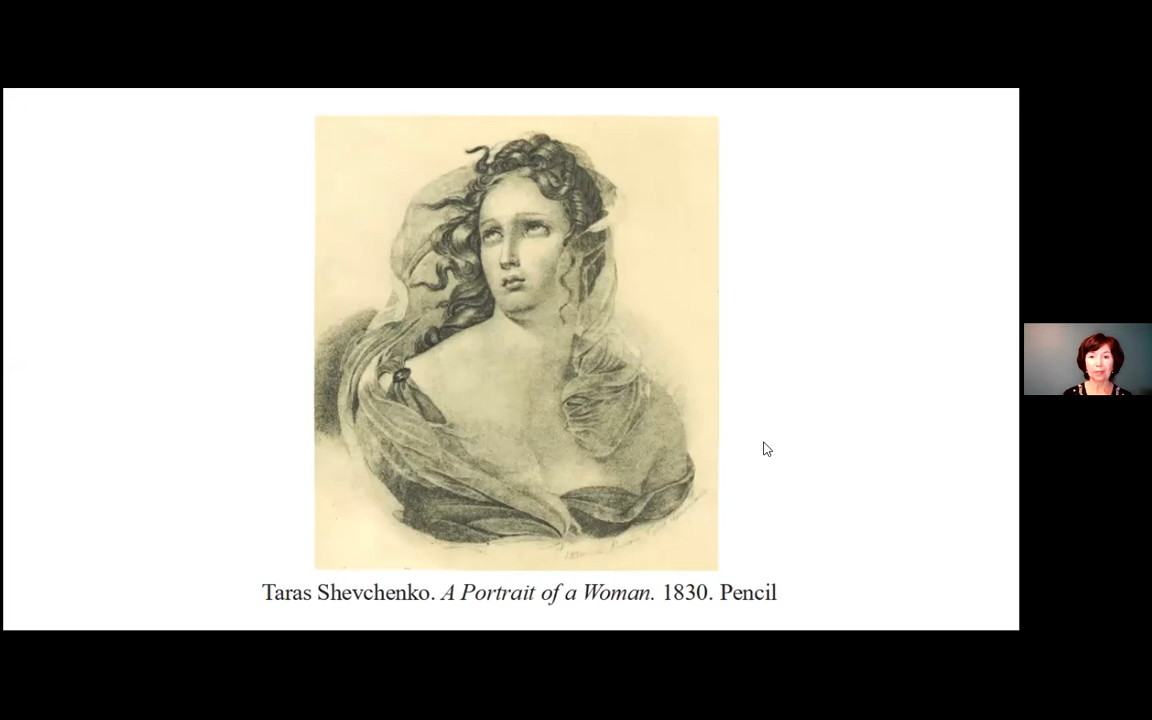 Taras Shevchenko. A Portrait of a Woman. 1830. Pencil